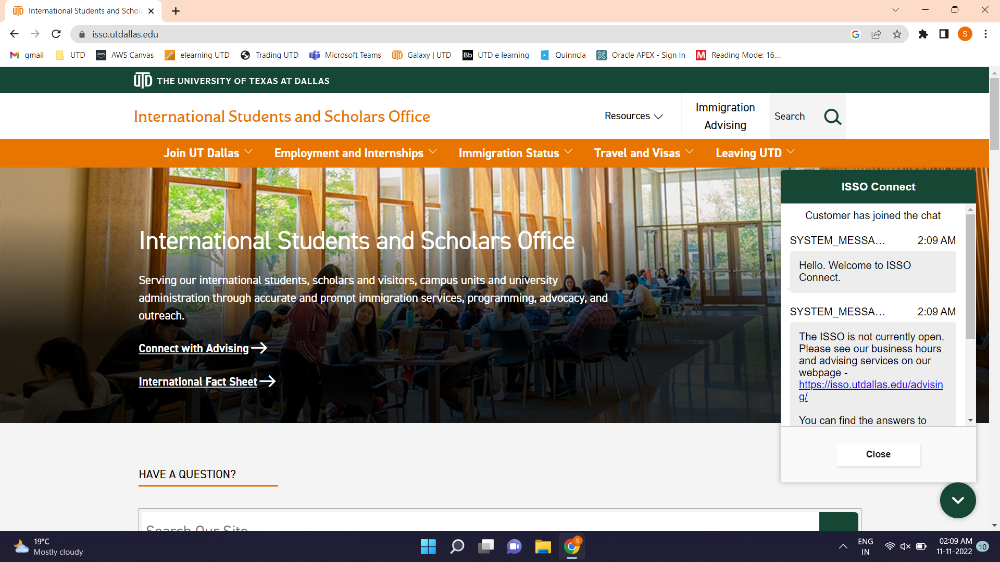 International Students and Schol
isso.utdallas.edu
S
gmail
UTD
aws
AWS Canvas
elearning UTD
Trading UTD
Microsoft Teams
UTD
Galaxy | UTD
Bb
UTD e learning
Quinncia
Oracle APEX - Sign In
M
Reading Mode: 16....
UTD
THE UNIVERSITY OF TEXAS AT DALLAS
International Students and Scholars Office
Resources
Immigration
Advising
Search
Join UT Dallas
Employment and Internships
Immigration Status
Travel and Visas
Leaving UTD
International Students and Scholars Office
Serving our international students, scholars and visitors, campus units and university
administration through accurate and prompt immigration services, programming, advocacy, and
outreach.
Connect with Advising
International Fact Sheet
ISSO Connect
Customer has joined the chat
SYSTEM_MESSA... 2:09 AM
Hello. Welcome to ISSO
Connect.
SYSTEM_MESSA... 2:09 AM
The ISSO is not currently open.
Please see our business hours
and advising services on our
webpage -
https://isso.utdallas.edu/advisin
g/
You can find the answers to
Close
HAVE A QUESTION?
Search Our Site
19°C
Mostly cloudy
S
ENG
IN
02:09 AM
11-11-2022
10